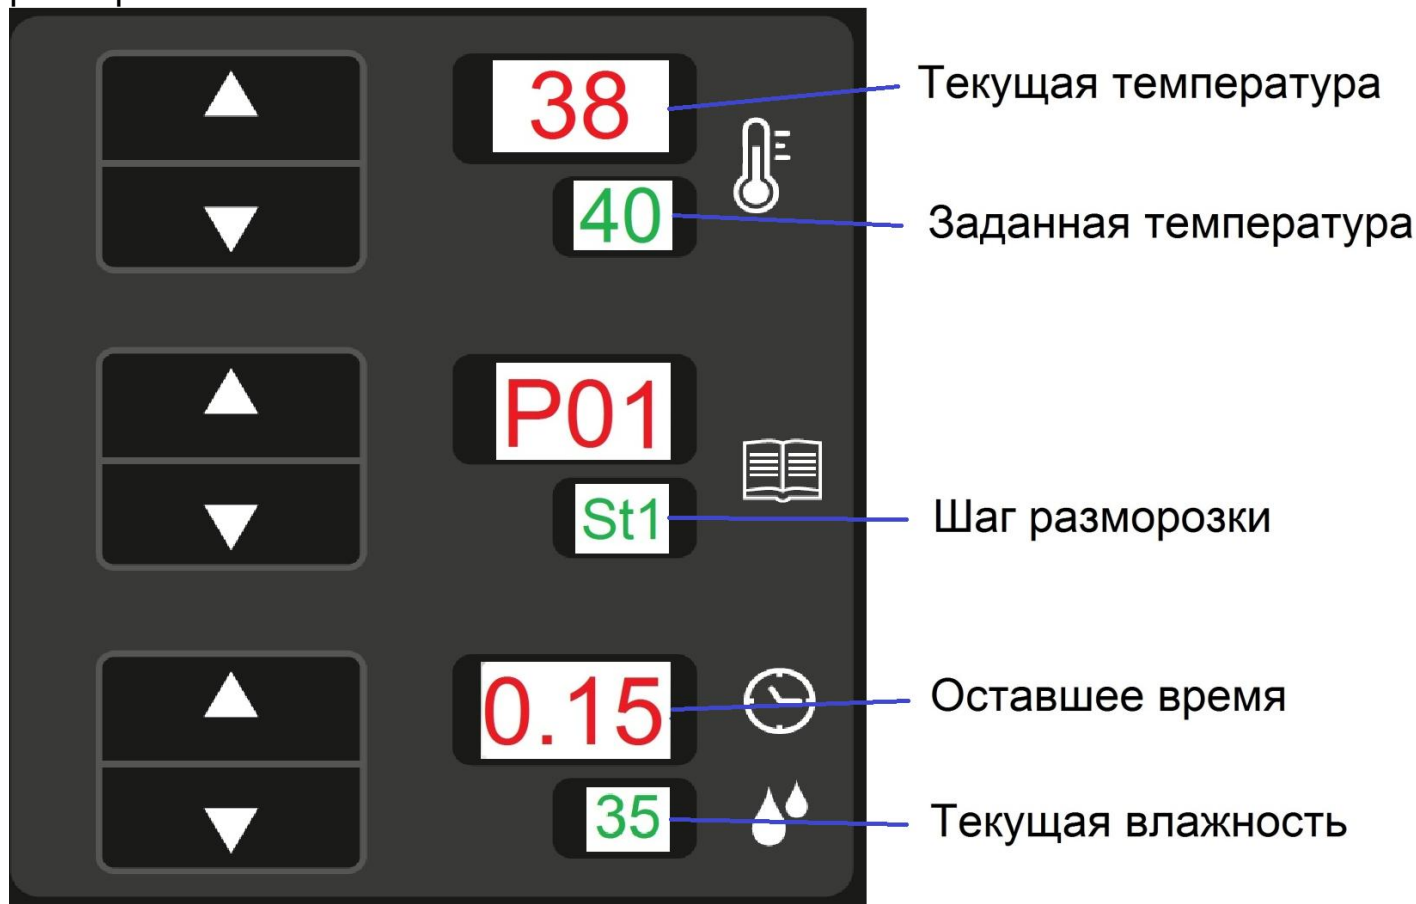 38
Текущая температура
40
Заданная температура
P01
St1
Шаг разморозки
0.15
Оставшее время
35
Текущая влажность